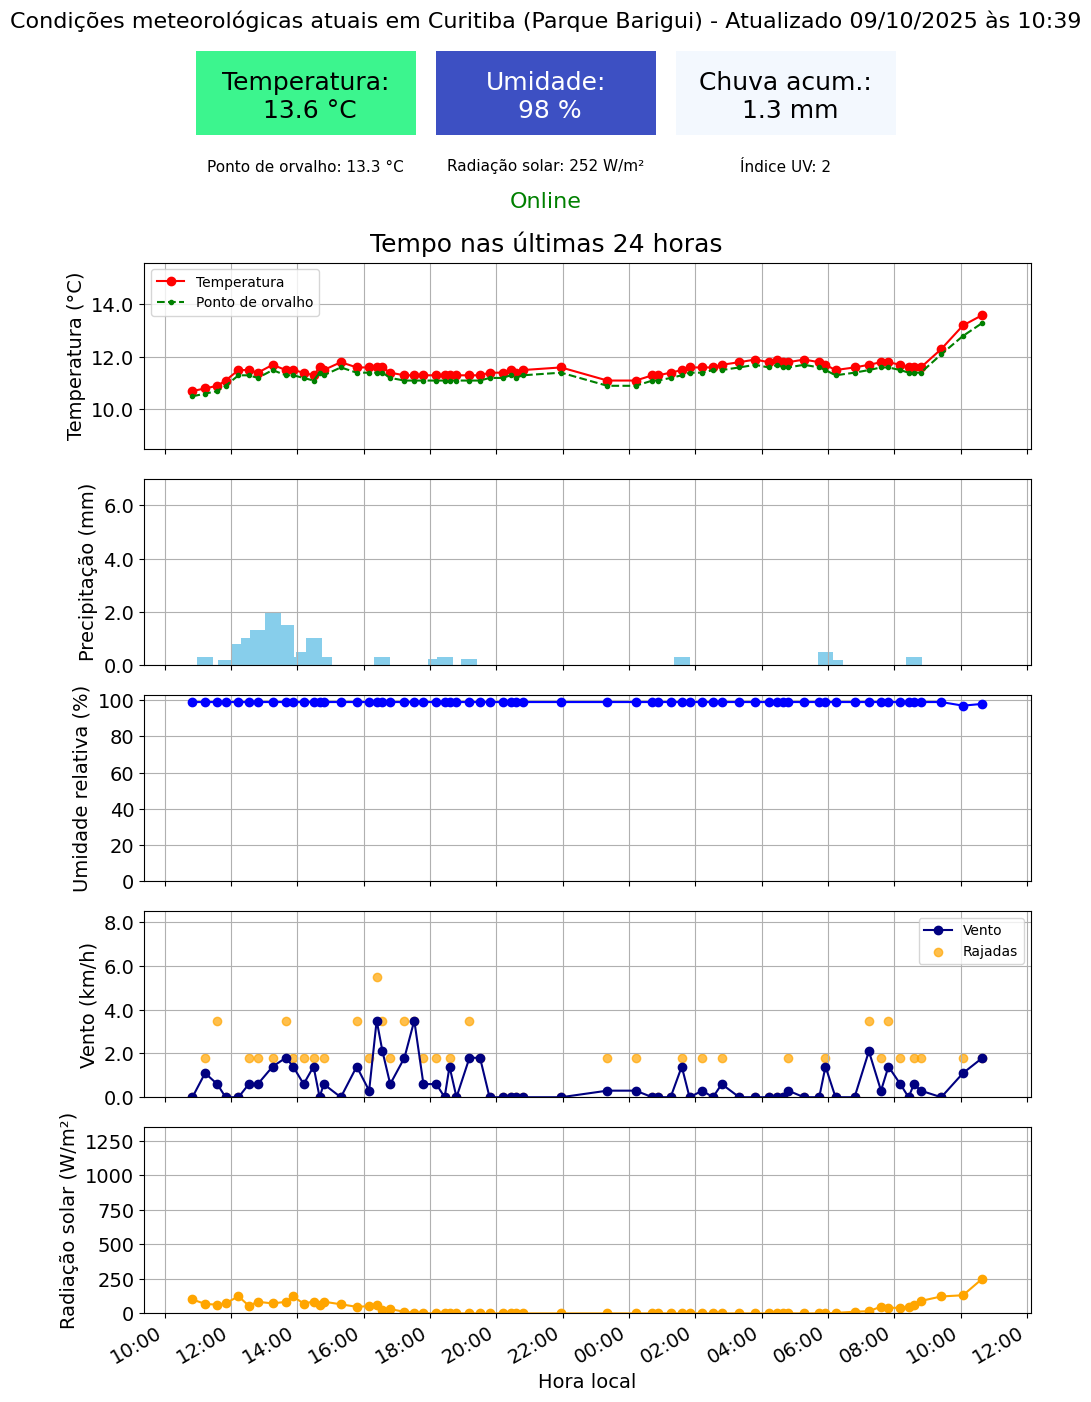 Condições meteorológicas atuais em Curitiba (Parque Barigui) - Atualizado 09/10/2025 às 10:39
Temperatura:
13.6 °C
Umidade:
98 %
Chuva acum.:
1.3 mm
Ponto de orvalho: 13.3 °C
Radiação solar: 252 W/m²
Índice UV: 2
Online
Tempo nas últimas 24 horas
Temperatura (°C)
14.0
12.0
10.0
Temperatura
Ponto de orvalho
Precipitação (mm)
6.0
4.0
2.0
0.0
Umidade relativa (%)
100
80
60
40
20
0
Vento (km/h)
8.0
6.0
4.0
2.0
0.0
Vento
Rajadas
Radiação solar (W/m²)
1250
1000
750
500
250
0
10:00
12:00
14:00
16:00
18:00
20:00
22:00
00:00
02:00
04:00
06:00
08:00
10:00
12:00
Hora local